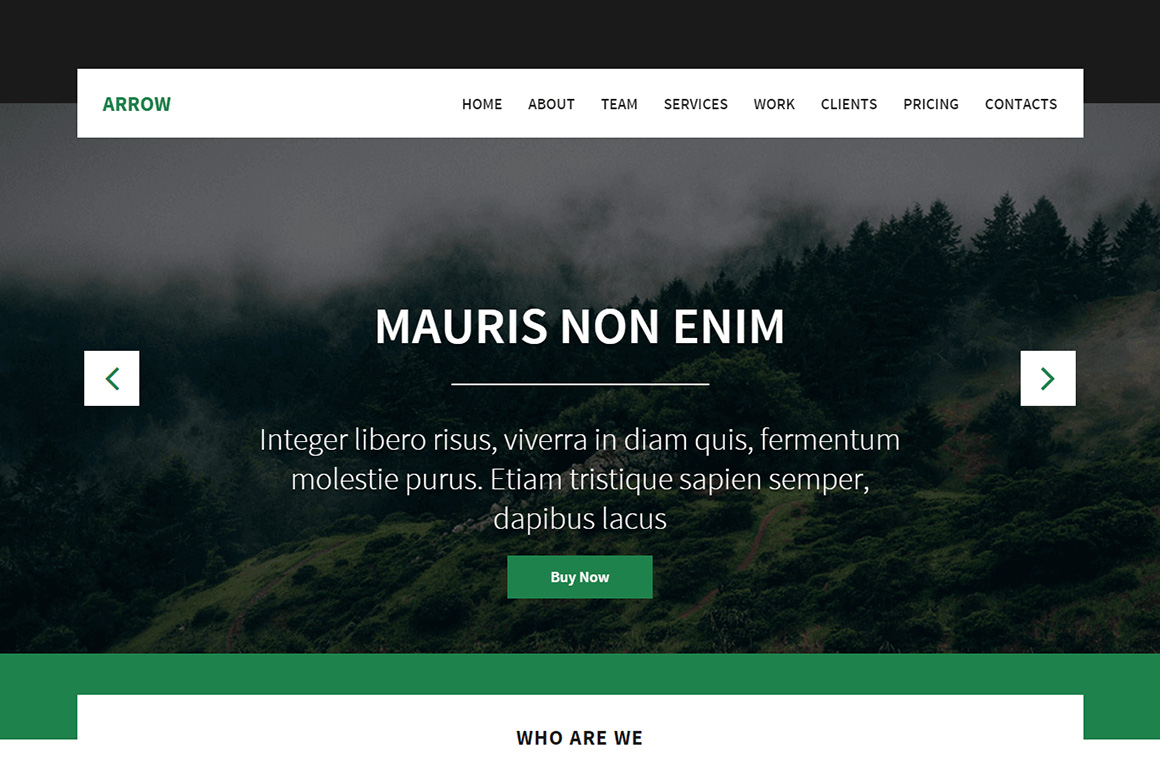 ARROW
HOME ABOUT TEAM SERVICES WORK CLIENTS PRICING CONTACTS
MAURIS NON ENIM
Integer libero risus, viverra in diam quis, fermentum
molestie purus. Etiam tristique sapien semper,
dapibus lacus
Buy Now
WHO ARE WE